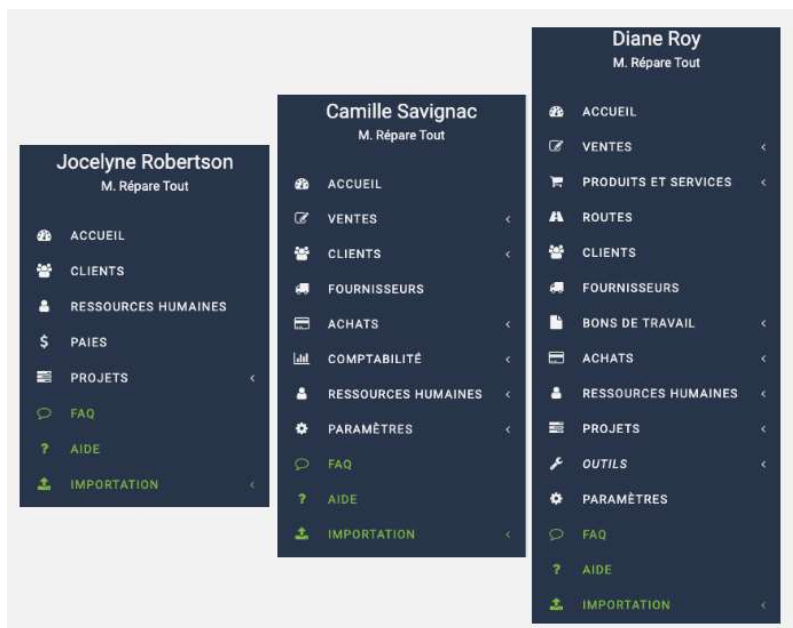 Jocelyne Robertson
M. Répare Tout
ACCUEIL
CLIENTS
RESSOURCES HUMAINES
PAIES
PROJETS
FAQ
AIDE
IMPORTATION
Camille Savignac
M. Répare Tout
ACCUEIL
VENTES
CLIENTS
FOURNISSEURS
ACHATS
COMPTABILITÉ
RESSOURCES HUMAINES
PARAMÈTRES
FAQ
AIDE
IMPORTATION
Diane Roy
M. Répare Tout
ACCUEIL
VENTES
PRODUITS ET SERVICES
ROUTES
CLIENTS
FOURNISSEURS
BONS DE TRAVAIL
ACHATS
RESSOURCES HUMAINES
PROJETS
OUTILS
PARAMÈTRES
FAQ
AIDE
IMPORTATION